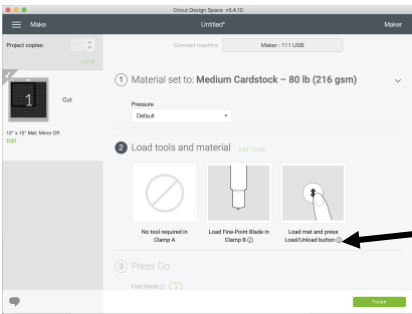 Cricut Design Space v5.4.10
Make
Untitled*
Maker
Project copies:
Connect machine
Maker : 111 USB
1 Material set to: Medium Cardstock – 80 lb (216 gsm)
1
Cut
Pressure
Default
12" x 12" Mat, Mirror Off
Edit
2 Load tools and material Edit Tools
No tool required in
Clamp A
Load Fine-Point Blade in
Clamp B
Load mat and press
Load/Unload button
3 Press Go
Fast Mode
Finish